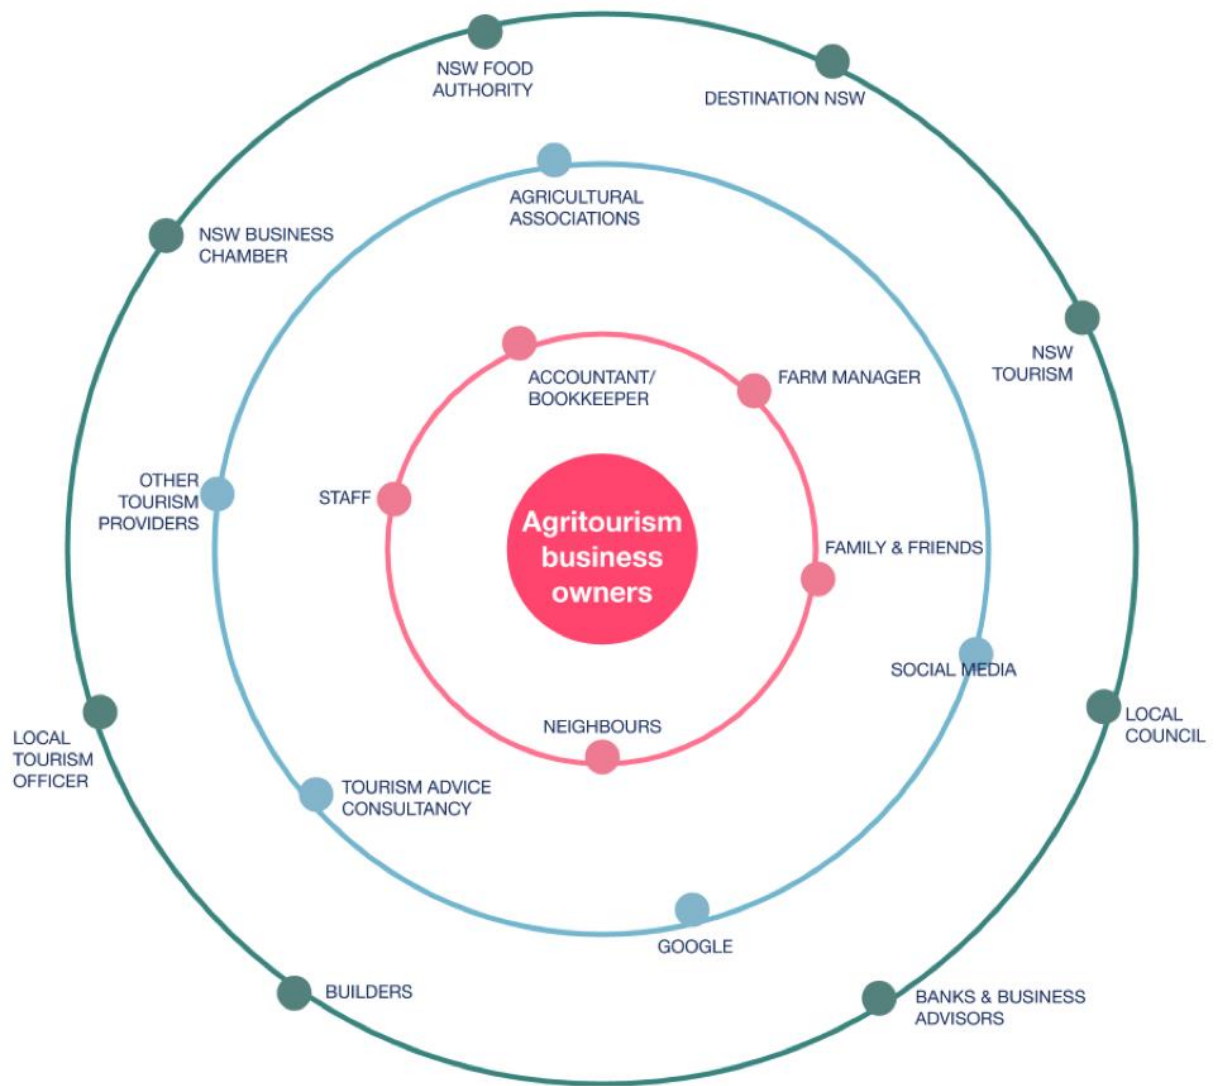 NSW FOOD
AUTHORITY
DESTINATION NSW
AGRICULTURAL
ASSOCIATIONS
NSW BUSINESS
CHAMBER
NSW
TOURISM
ACCOUNTANT/
BOOKKEEPER
FARM MANAGER
OTHER
TOURISM
PROVIDERS
STAFF
Agritourism
business
owners
FAMILY & FRIENDS
SOCIAL MEDIA
NEIGHBOURS
LOCAL
COUNCIL
LOCAL
TOURISM
OFFICER
TOURISM ADVICE
CONSULTANCY
GOOGLE
BUILDERS
BANKS & BUSINESS
ADVISORS